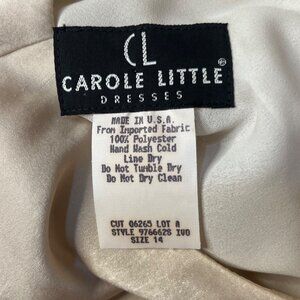 CL
CAROLE LITTLE®
DRESSES
MADE IN U.S.A.
From Imported Fabric
100% Polyester
Hand Wash Cold
Line Dry
Do Not Tumble Dry
Do Not Dry Clean
CUT 06265 LOT A
STYLE 976662S IVO
SIZE 14